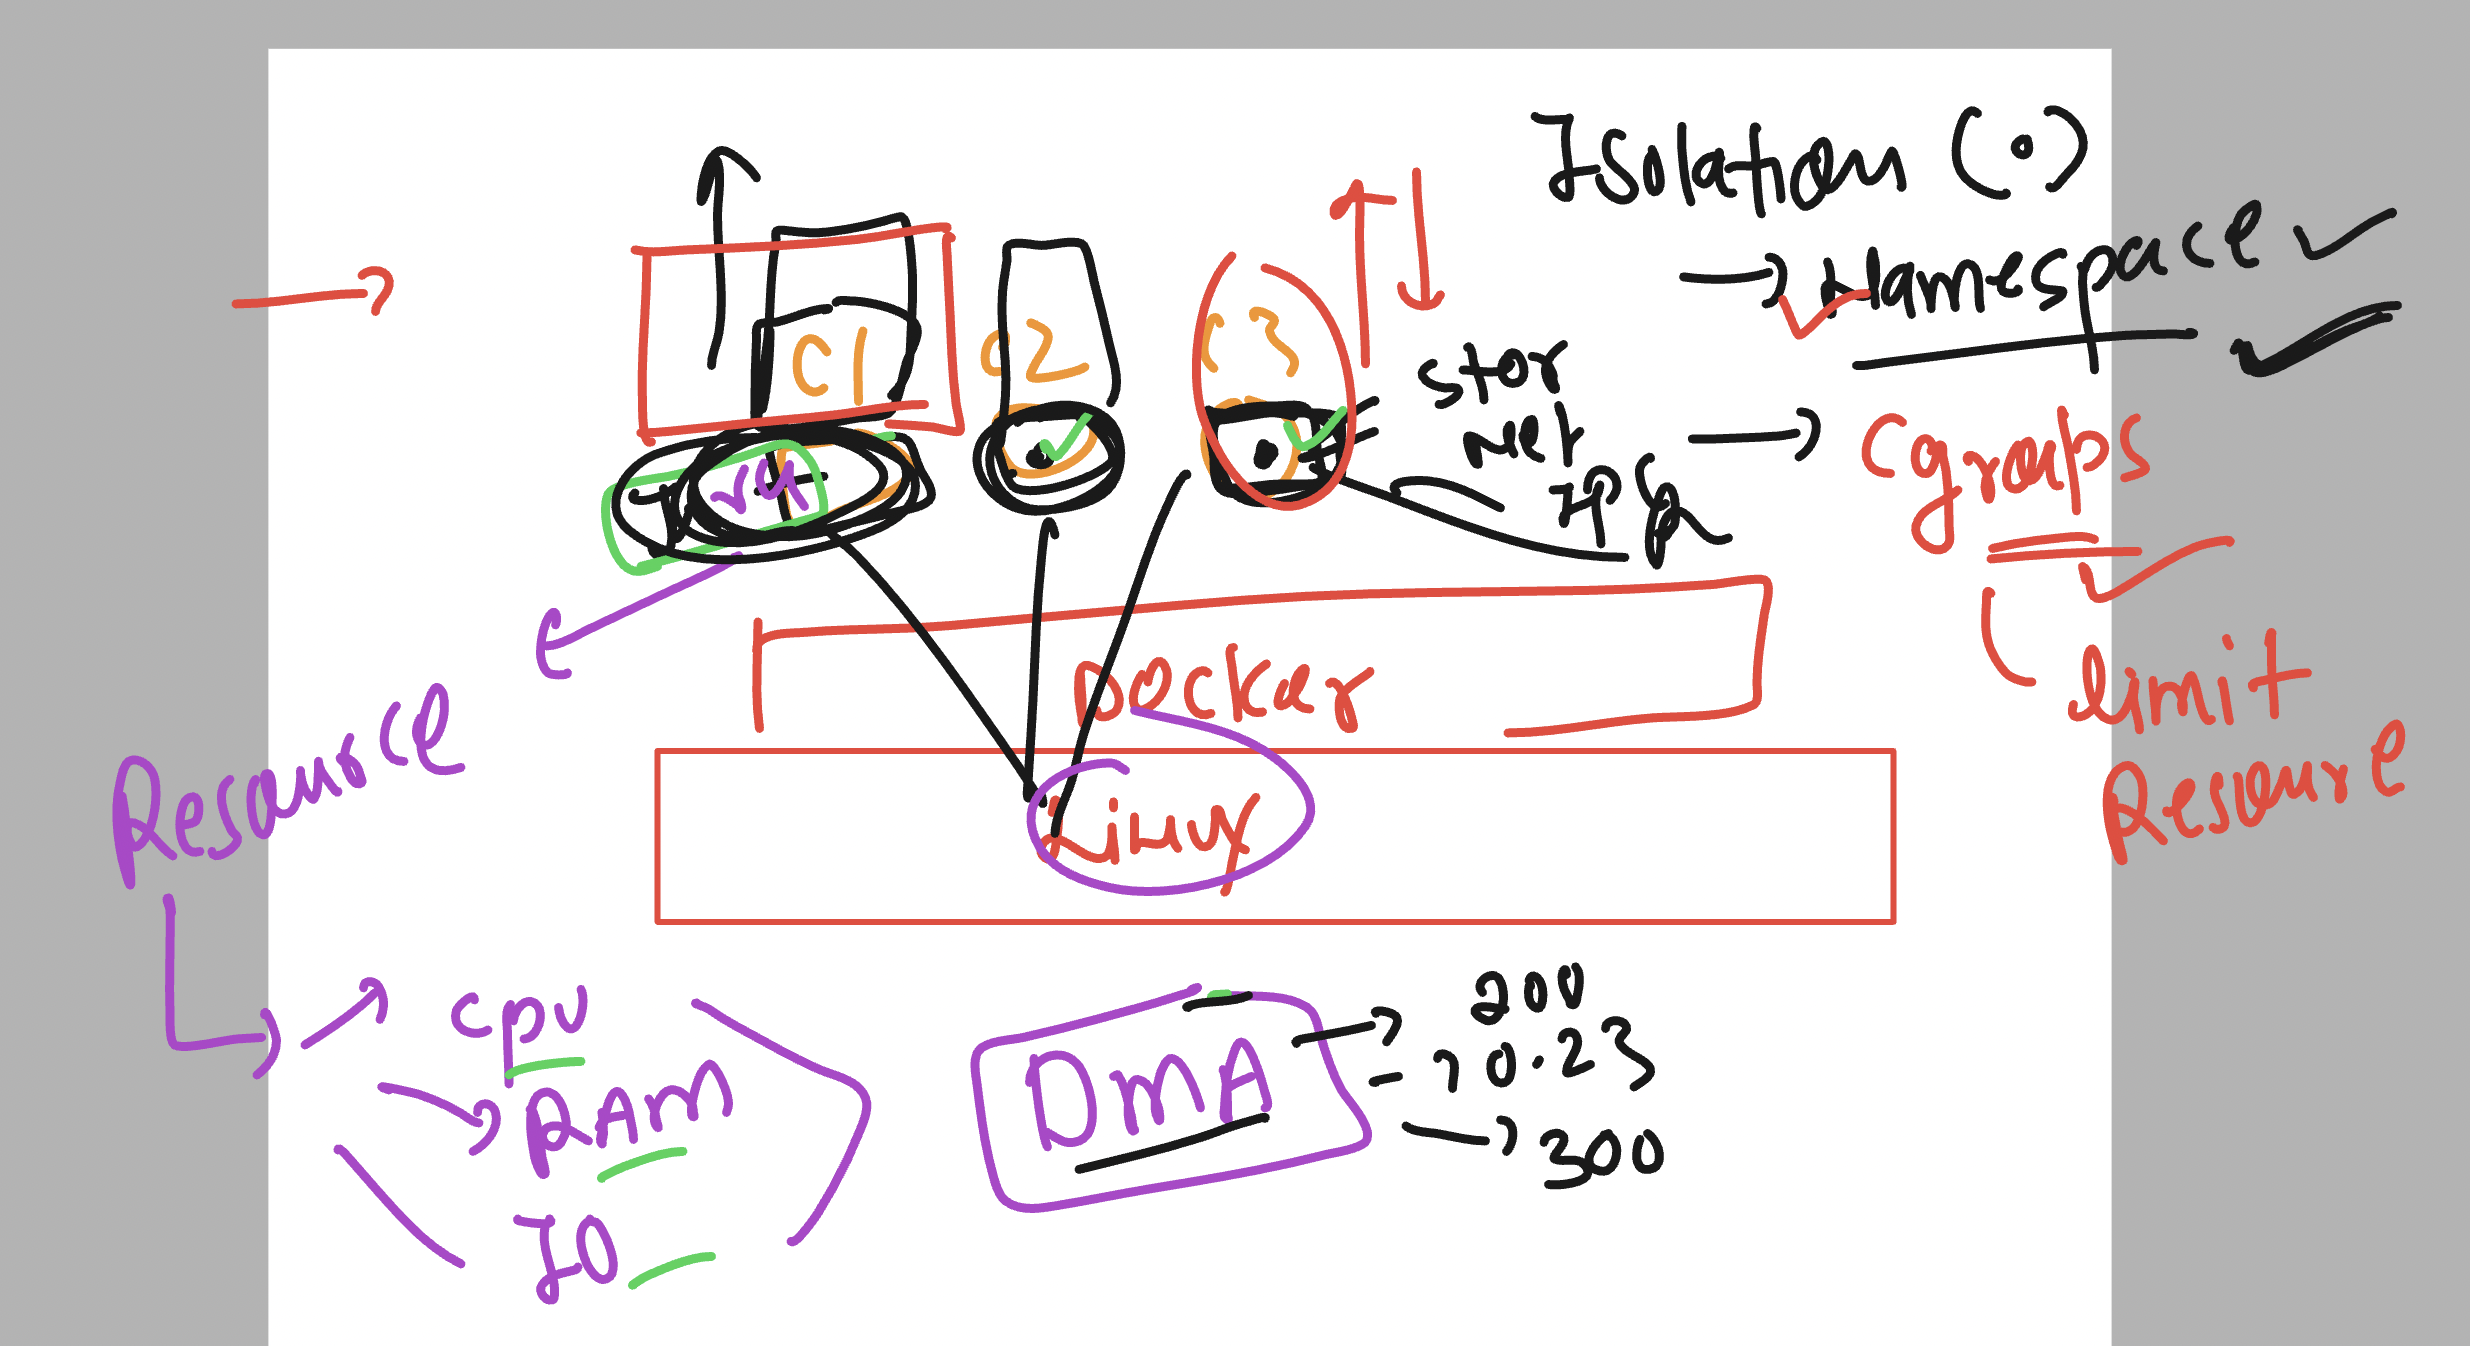 Isolation (o)
Namespace
C1
C2
C3
stor
Net
Cgroups
limit
Resoure
Docker
Linux
Resource
cpu
RAM
IO
DMA
200
10.23
300